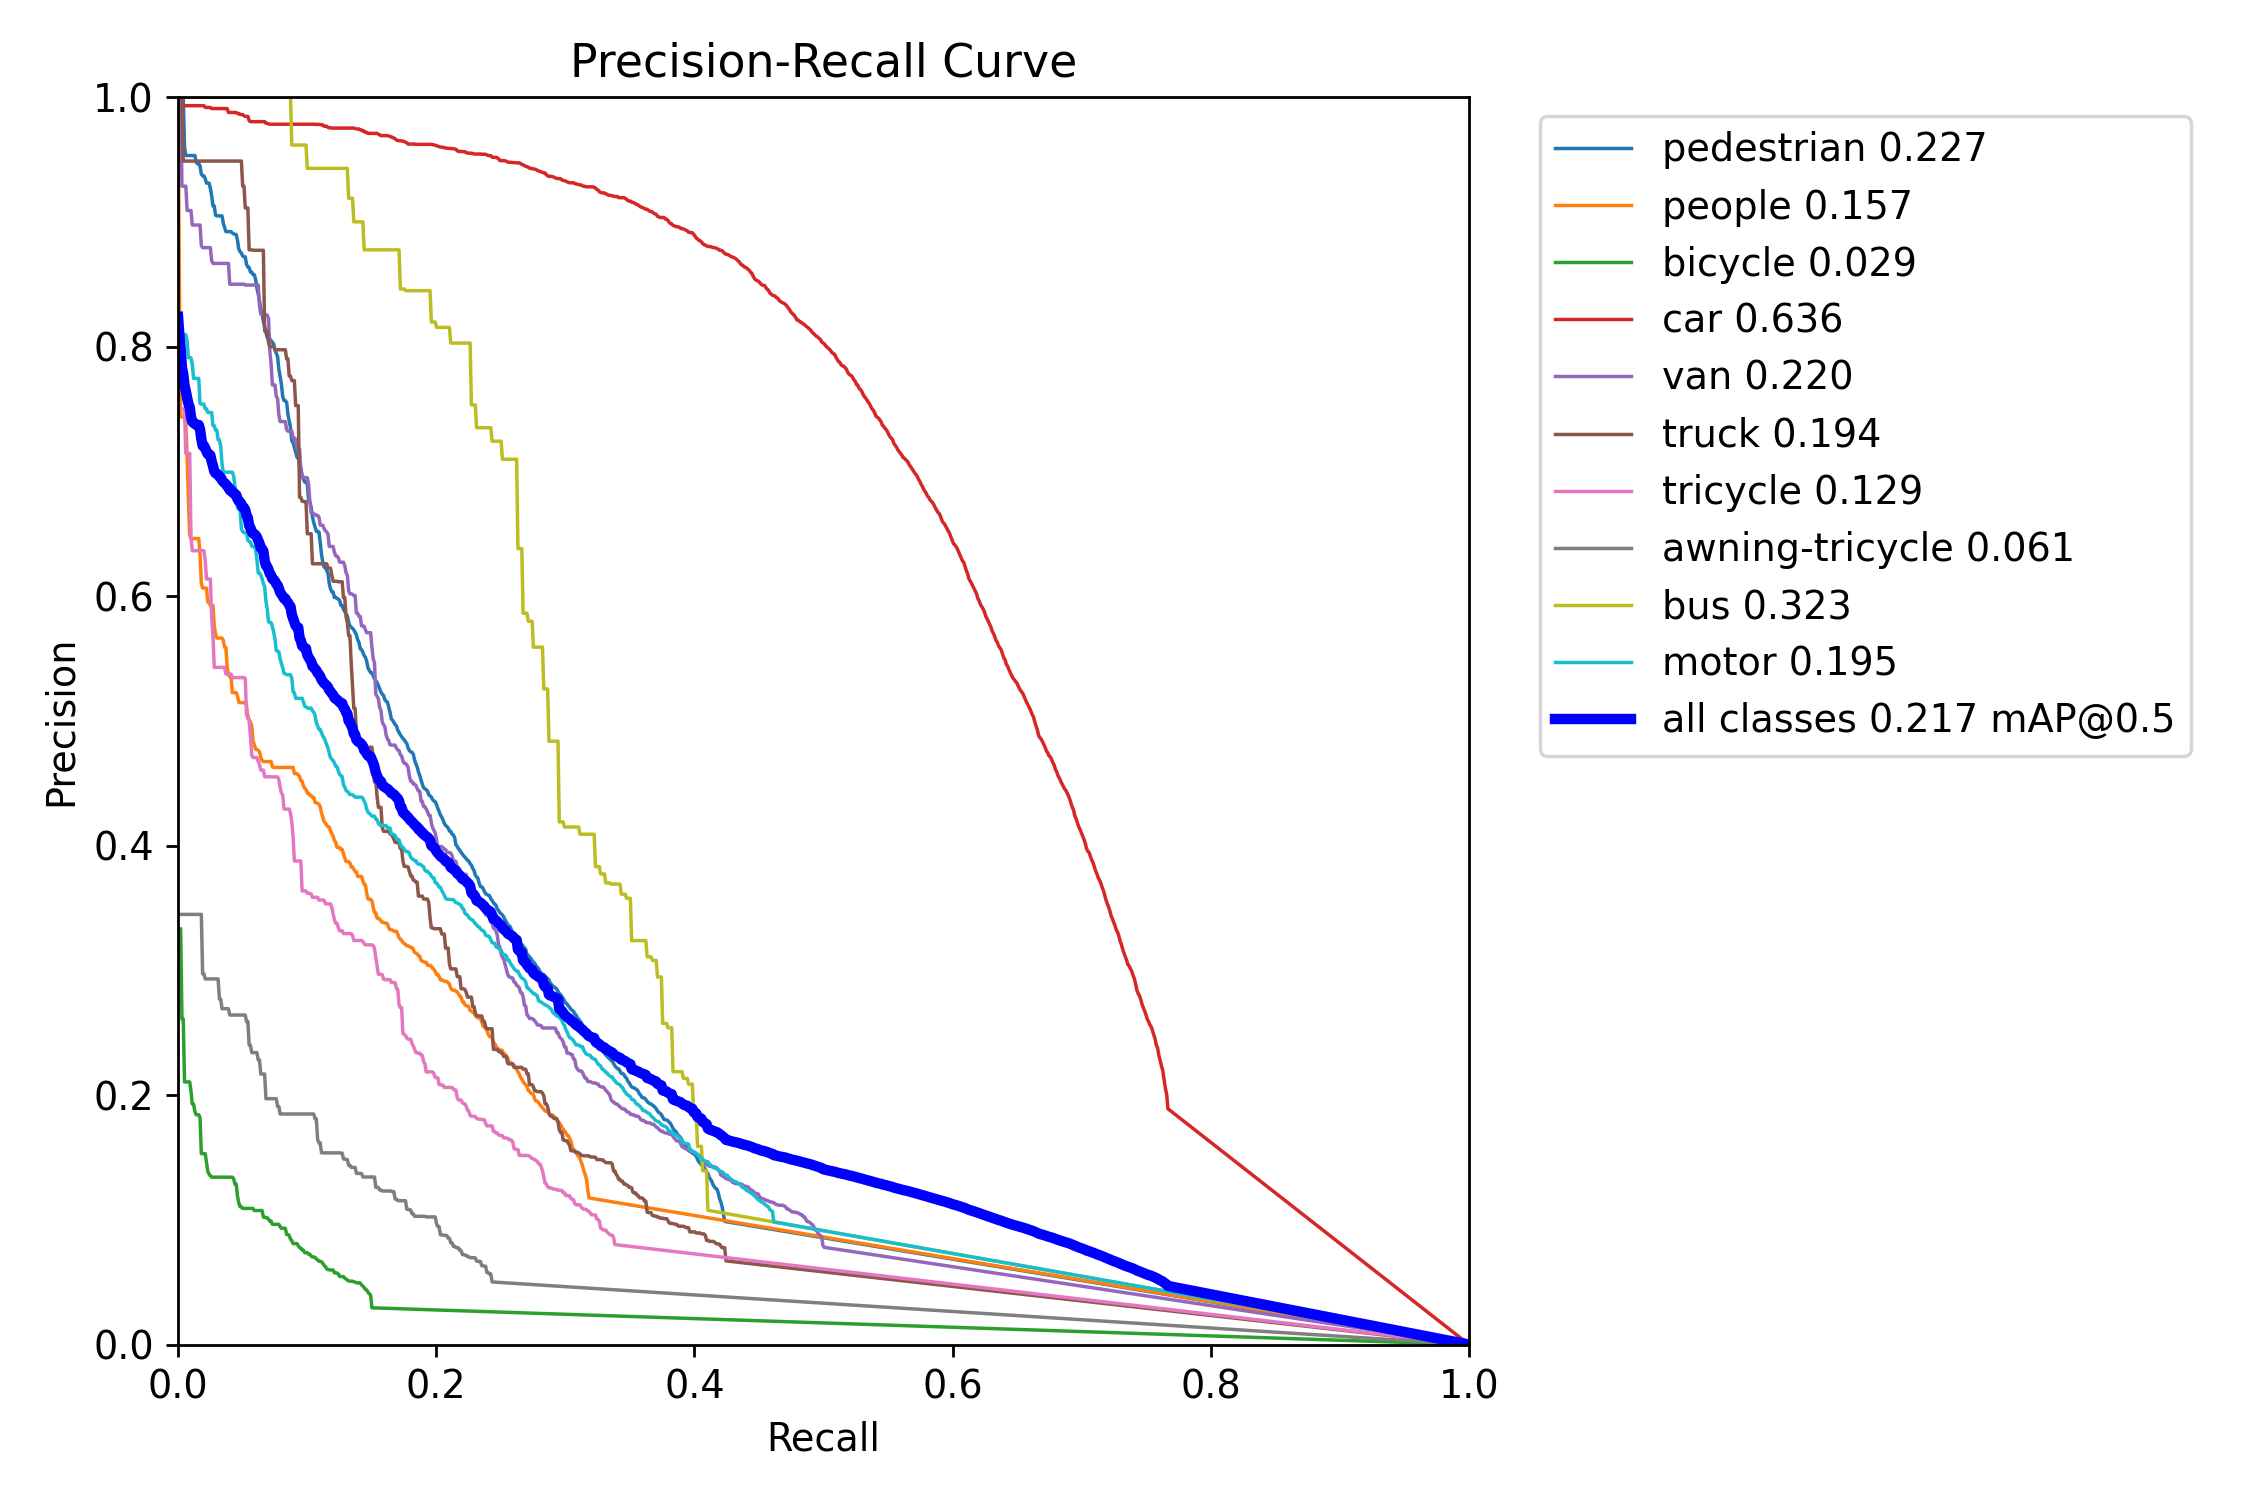 Precision-Recall Curve
1.0
0.8
0.6
0.4
0.2
0.0
Precision
0.0 0.2 0.4 0.6 0.8 1.0
Recall
pedestrian 0.227
people 0.157
bicycle 0.029
car 0.636
van 0.220
truck 0.194
tricycle 0.129
awning-tricycle 0.061
bus 0.323
motor 0.195
all classes 0.217 mAP@0.5